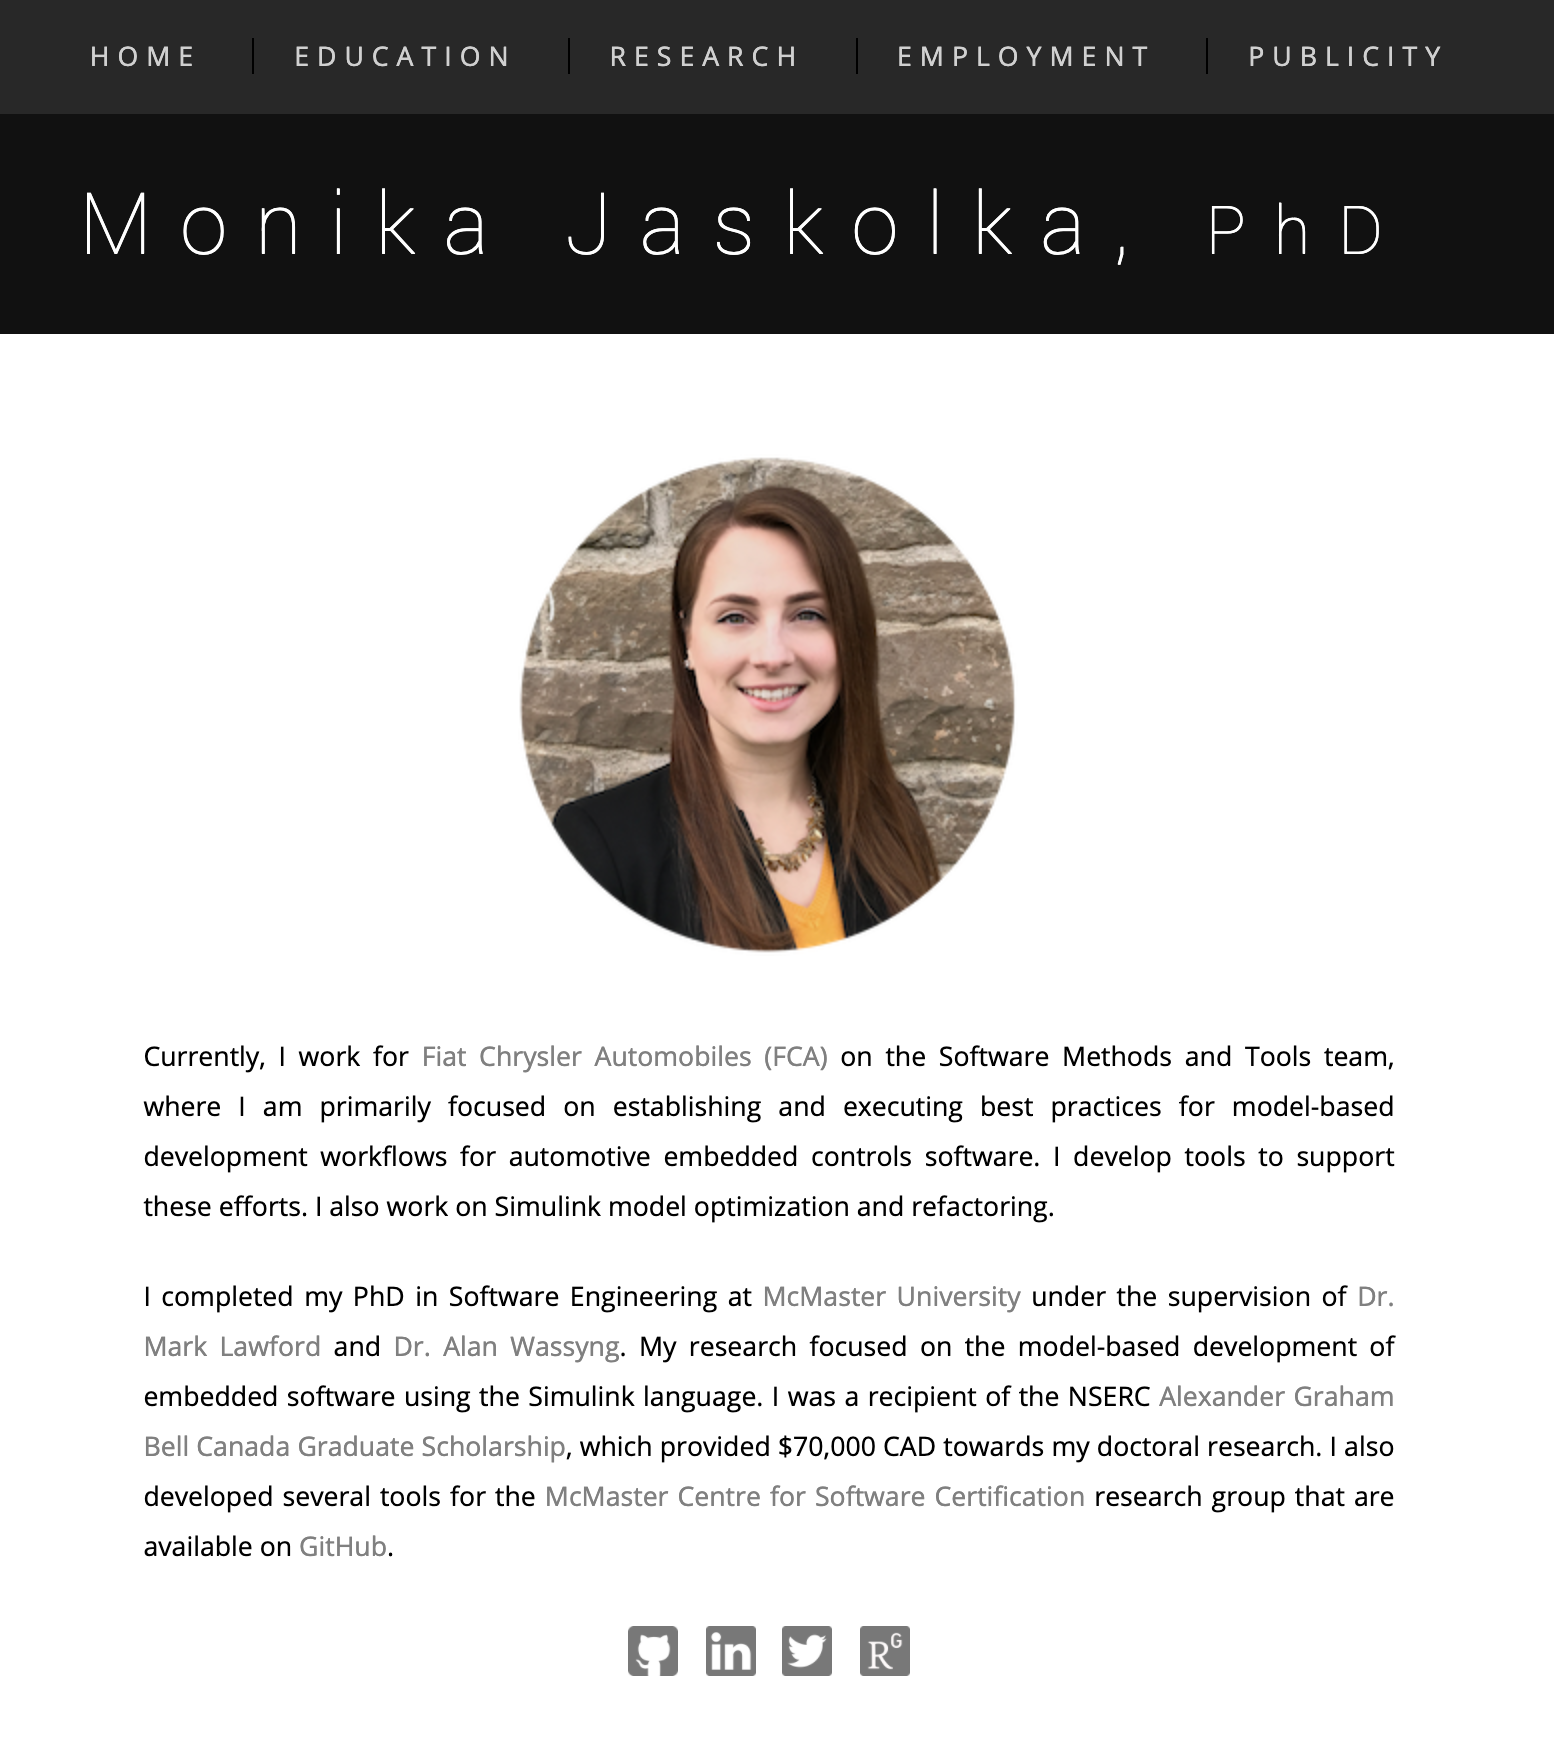 HOME
EDUCATION
RESEARCH
EMPLOYMENT
PUBLICITY
Monika Jaskolka, PhD
Currently, I work for Fiat Chrysler Automobiles (FCA) on the Software Methods and Tools team,
where I am primarily focused on establishing and executing best practices for model-based
development workflows for automotive embedded controls software. I develop tools to support
these efforts. I also work on Simulink model optimization and refactoring.
I completed my PhD in Software Engineering at McMaster University under the supervision of Dr.
Mark Lawford and Dr. Alan Wassyng. My research focused on the model-based development of
embedded software using the Simulink language. I was a recipient of the NSERC Alexander Graham
Bell Canada Graduate Scholarship, which provided $70,000 CAD towards my doctoral research. I also
developed several tools for the McMaster Centre for Software Certification research group that are
available on GitHub.
in
RG